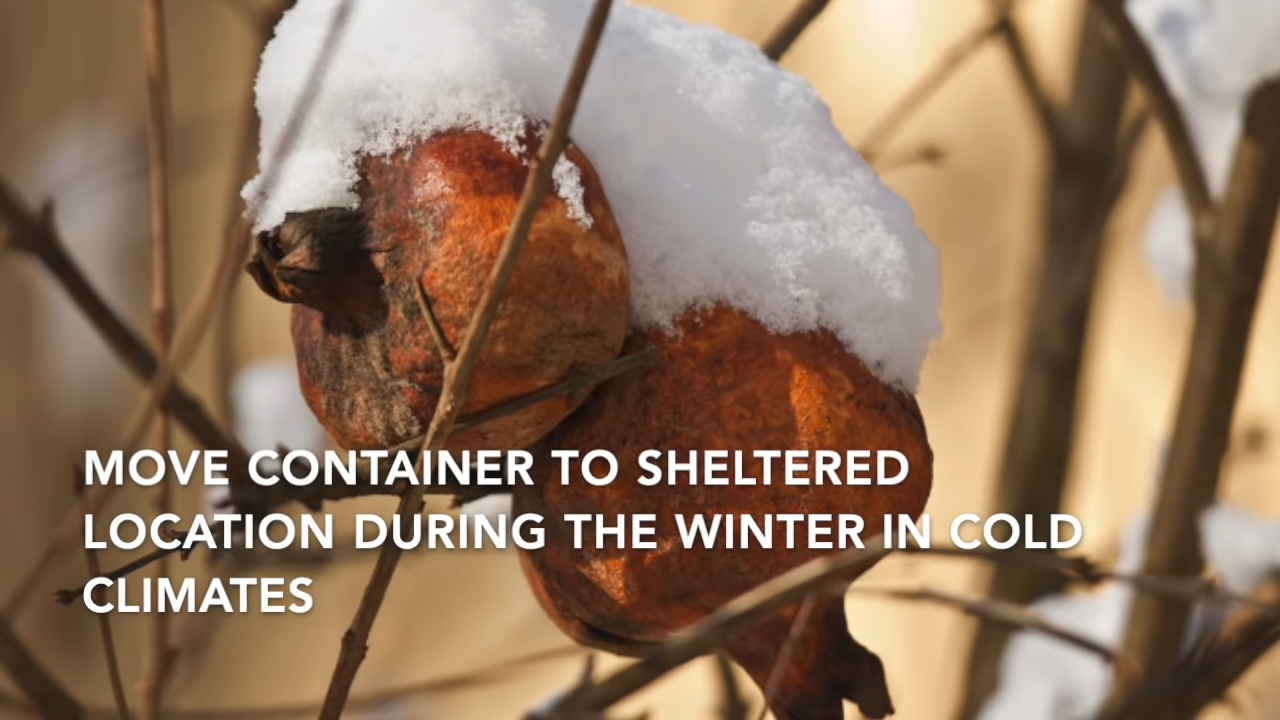 MOVE CONTAINER TO SHELTERED
LOCATION DURING THE WINTER IN COLD
CLIMATES